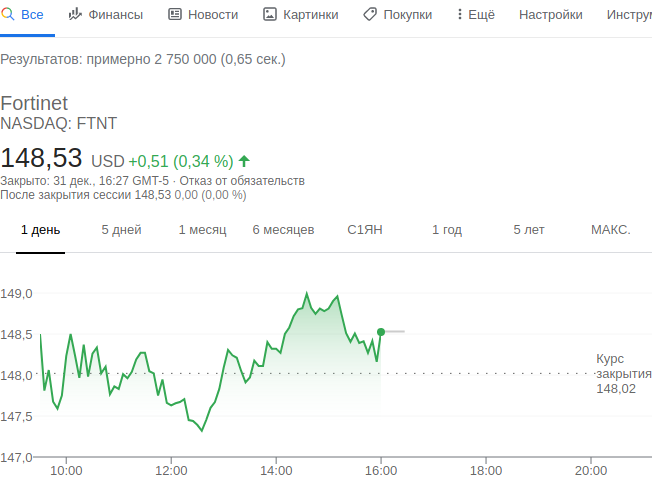 Все Финансы Новости Картинки Покупки Ещё Настройки Инстру
Результатов: примерно 2 750 000 (0,65 сек.)
Fortinet
NASDAQ: FTNT
148,53 USD +0,51 (0,34 %)
Закрыто: 31 дек., 16:27 GMT-5 · Отказ от обязательств
После закрытия сессии 148,53 0,00 (0,00 %)
1 день 5 дней 1 месяц 6 месяцев С1ЯН 1 год 5 лет МАКС.
149,0
148,5
148,0
147,5
147,0
Курс
закрытия
148,02
10:00 12:00 14:00 16:00 18:00 20:00